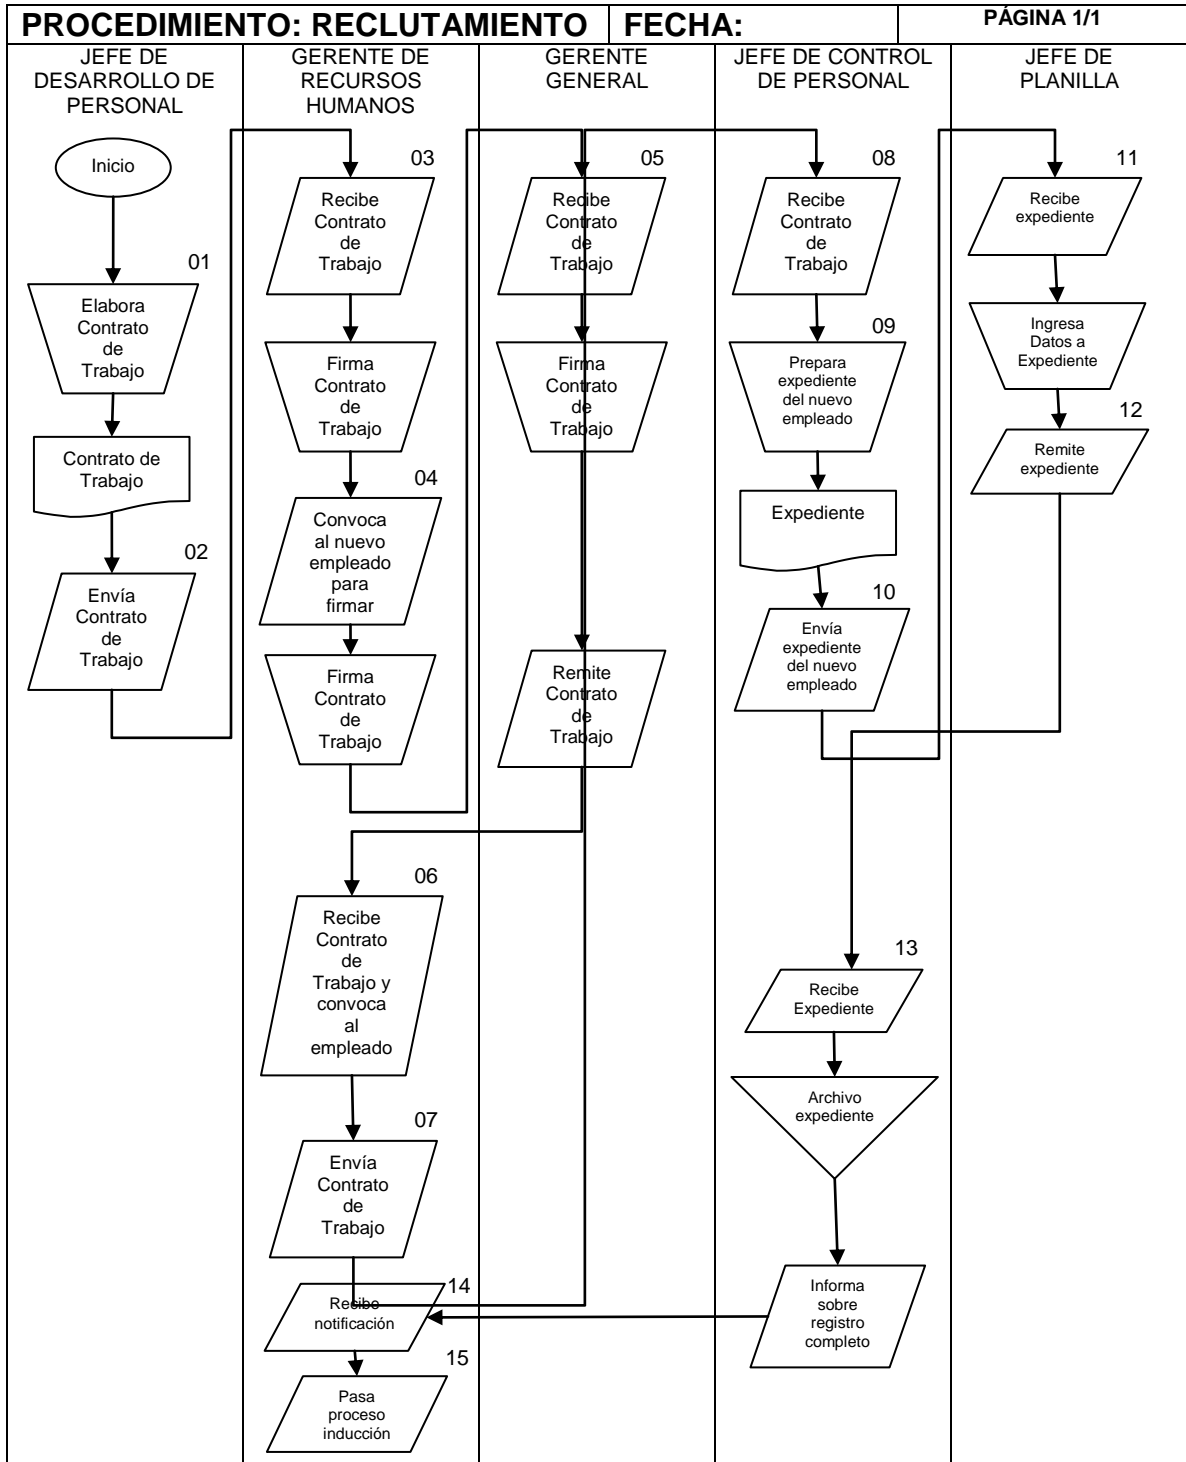 PROCEDIMIENTO: RECLUTAMIENTO
FECHA:
PÁGINA 1/1
JEFE DE
DESARROLLO DE
PERSONAL
GERENTE DE
RECURSOS
HUMANOS
GERENTE
GENERAL
JEFE DE CONTROL
DE PERSONAL
JEFE DE
PLANILLA
Inicio
01
Elabora
Contrato
de
Trabajo
Contrato de
Trabajo
02
Envía
Contrato
de
Trabajo
03
Recibe
Contrato
de
Trabajo
Firma
Contrato
de
Trabajo
04
Convoca
al nuevo
empleado
para
firmar
Firma
Contrato
de
Trabajo
05
Recibe
Contrato
de
Trabajo
Firma
Contrato
de
Trabajo
Remite
Contrato
de
Trabajo
06
Recibe
Contrato
de
Trabajo y
convoca
al
empleado
07
Envía
Contrato
de
Trabajo
08
Recibe
Contrato
de
Trabajo
09
Prepara
expediente
del nuevo
empleado
Expediente
10
Envía
expediente
del nuevo
empleado
11
Recibe
expediente
Ingresa
Datos a
Expediente
12
Remite
expediente
13
Recibe
Expediente
Archivo
expediente
Informa
sobre
registro
completo
14
Recibo
notificación
15
Pasa
proceso
inducción